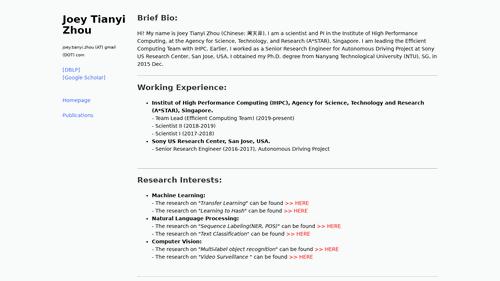 Joey Tianyi
Zhou
joey.tianyi.zhou (AT) gmail
(DOT) com
[DBLP]
[Google Scholar]
Homepage
Publications
Brief Bio:
Hi! My name is Joey Tianyi Zhou (Chinese: 周天异). I am a scientist and PI in the Institute of High Performance
Computing, at the Agency for Science, Technology, and Research (A*STAR), Singapore. I am leading the Efficient
Computing Team with IHPC. Earlier, I worked as a Senior Research Engineer for Autonomous Driving Project at Sony
US Research Center, San Jose, USA. I obtained my Ph.D. degree from Nanyang Technological University (NTU), SG, in
2015 Dec.
Working Experience:
• Institut of High Performance Computing (IHPC), Agency for Science, Technology and Research
(A*STAR), Singapore.
- Team Lead (Efficient Computing Team) (2019-present)
- Scientist II (2018-2019)
- Scientist I (2017-2018)
• Sony US Research Center, San Jose, USA.
- Senior Research Engineer (2016-2017), Autonomous Driving Project
Research Interests:
• Machine Learning:
- The research on "Transfer Learning" can be found >> HERE
- The research on "Learning to Hash" can be found >> HERE
• Natural Language Processing:
- The research on "Sequence Labeling(NER, POS)" can be found >> HERE
- The research on "Text Classification" can be found >> HERE
• Computer Vision:
- The research on "Multi-label object recognition" can be found >> HERE
- The research on "Video Surveillance " can be found >> HERE